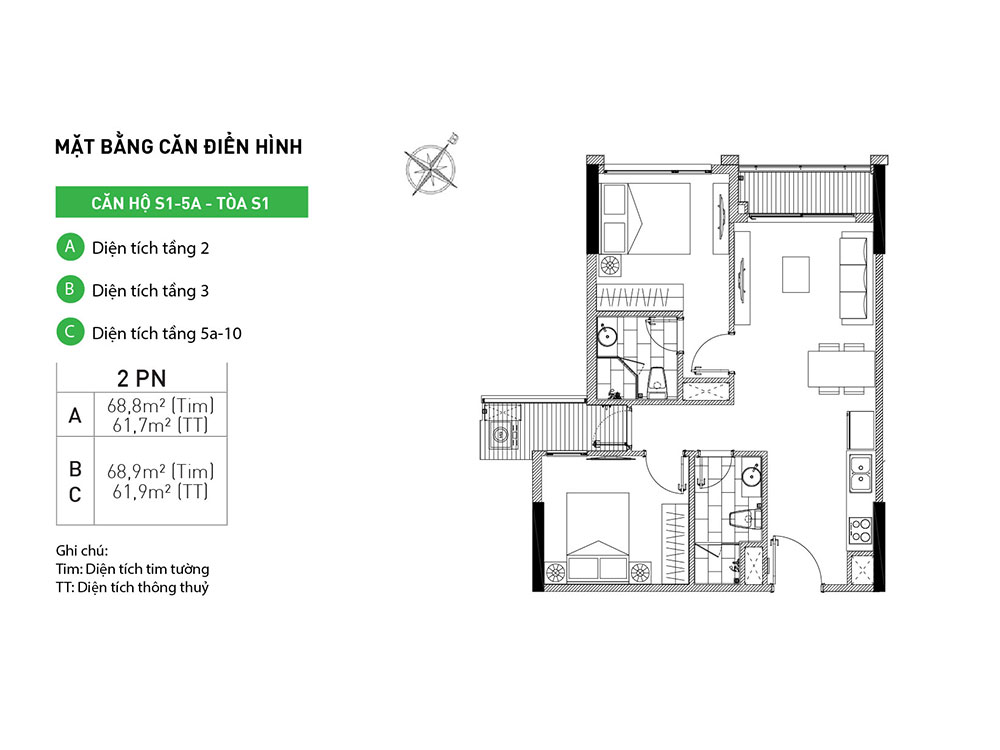 MẶT BẰNG CĂN ĐIỂN HÌNH
CĂN HỘ S1-5A - TÒA S1
A Diện tích tầng 2
B Diện tích tầng 3
C Diện tích tầng 5a-10
2 PN
A 68,8m² (Tim)
61,7m² (TT)
B 68,9m² (Tim)
C 61,9m² (TT)
Ghi chú:
Tim: Diện tích tim tường
TT: Diện tích thông thuỷ
B